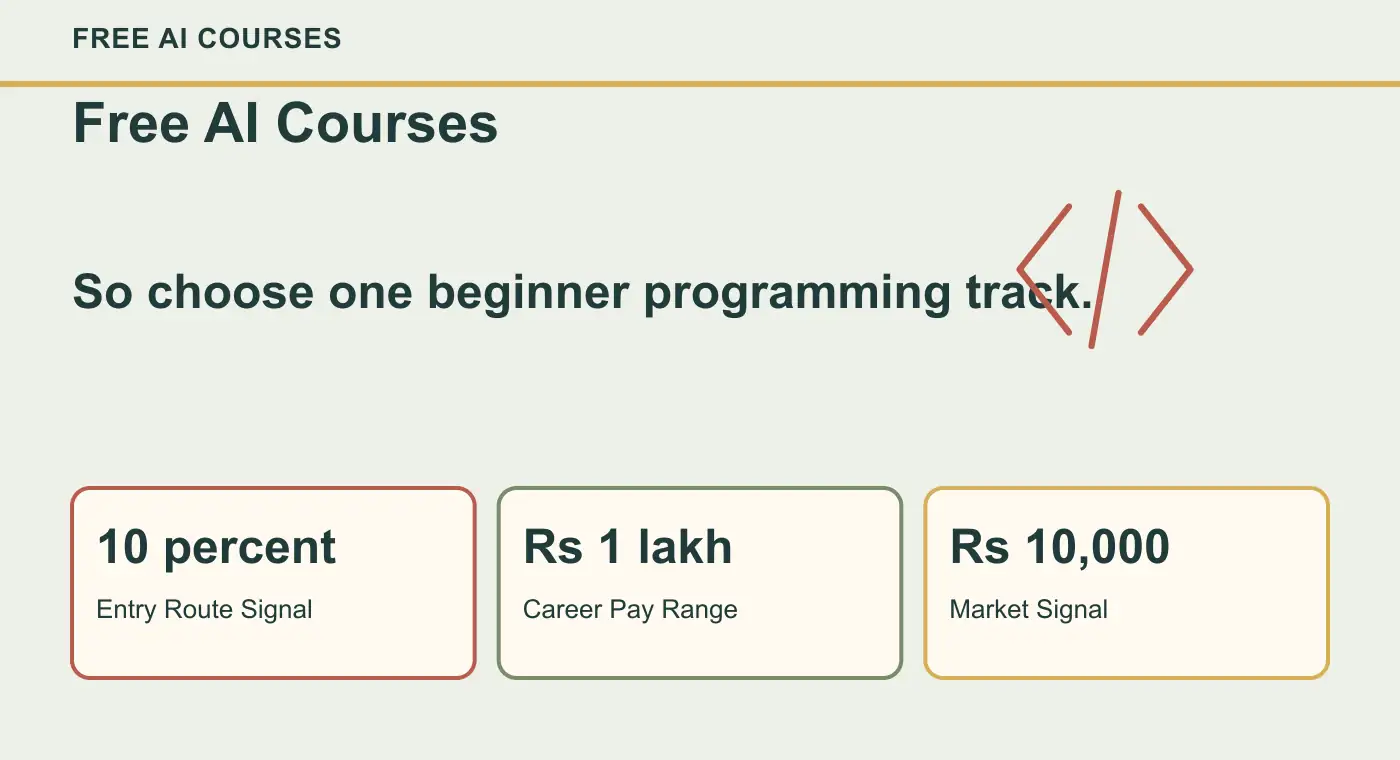 FREE AI COURSES
Free AI Courses
So choose one beginner programming track.
10 percent
Entry Route Signal
Rs 1 lakh
Career Pay Range
Rs 10,000
Market Signal